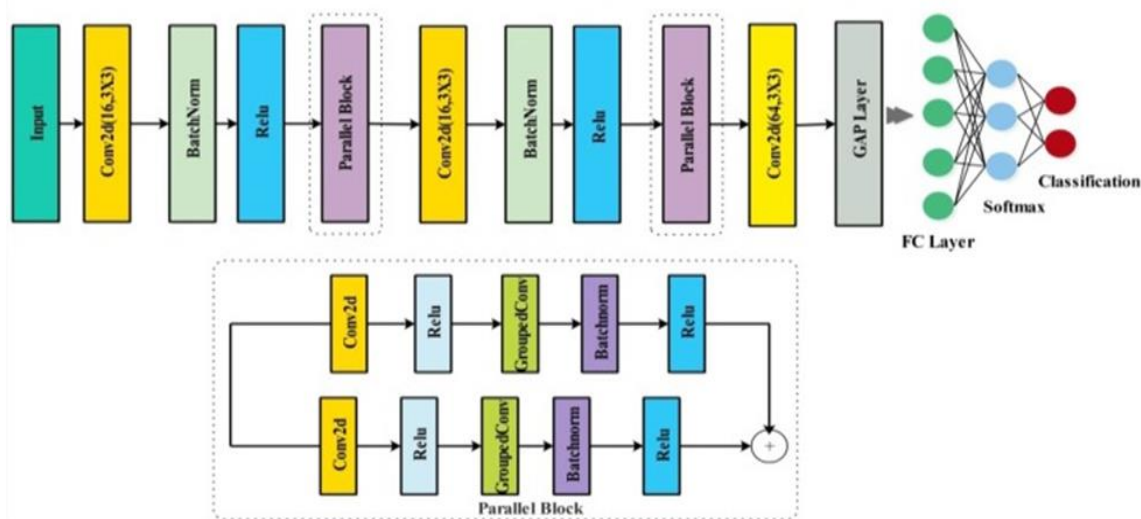 Input
Conv2d(16,3X3)
BatchNorm
Relu
Parallel Block
Conv2d(16,3X3)
BatchNorm
Relu
Parallel Block
Conv2d(64,3X3)
GAP Layer
Classification
Softmax
FC Layer
Conv2d
Relu
GroupedConv
Batchnorm
Relu
Conv2d
Relu
GroupedConv
Batchnorm
Relu
+
Parallel Block